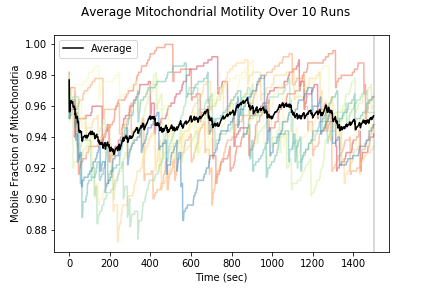 Average Mitochondrial Motility Over 10 Runs
Average
1.00
0.98
0.96
0.94
0.92
0.90
0.88
Mobile Fraction of Mitochondria
0 200 400 600 800 1000 1200 1400
Time (sec)